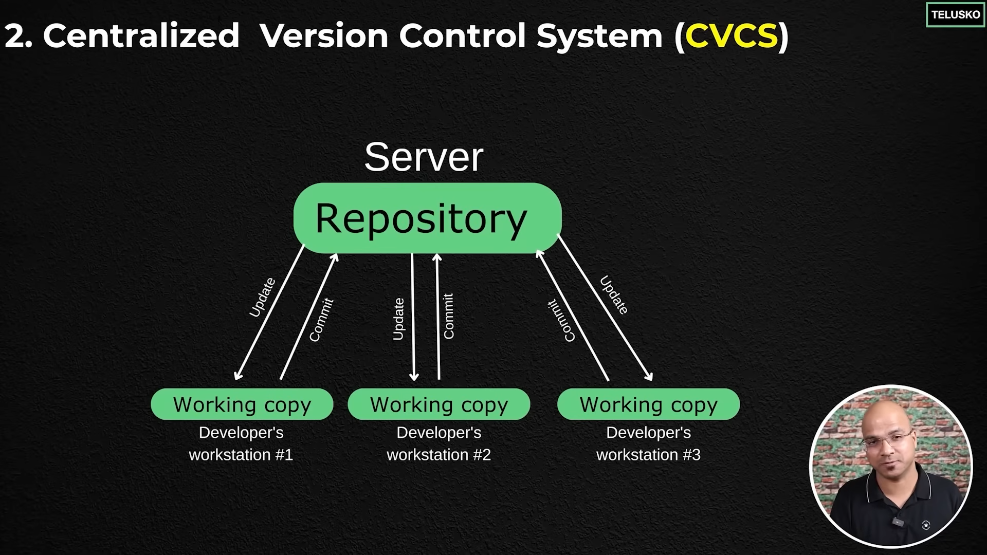 TELUSKO
2. Centralized Version Control System (CVCS)
Server
Repository
Update
Commit
Update
Commit
Commit
Update
Working copy
Working copy
Working copy
Developer's
workstation #1
Developer's
workstation #2
Developer's
workstation #3